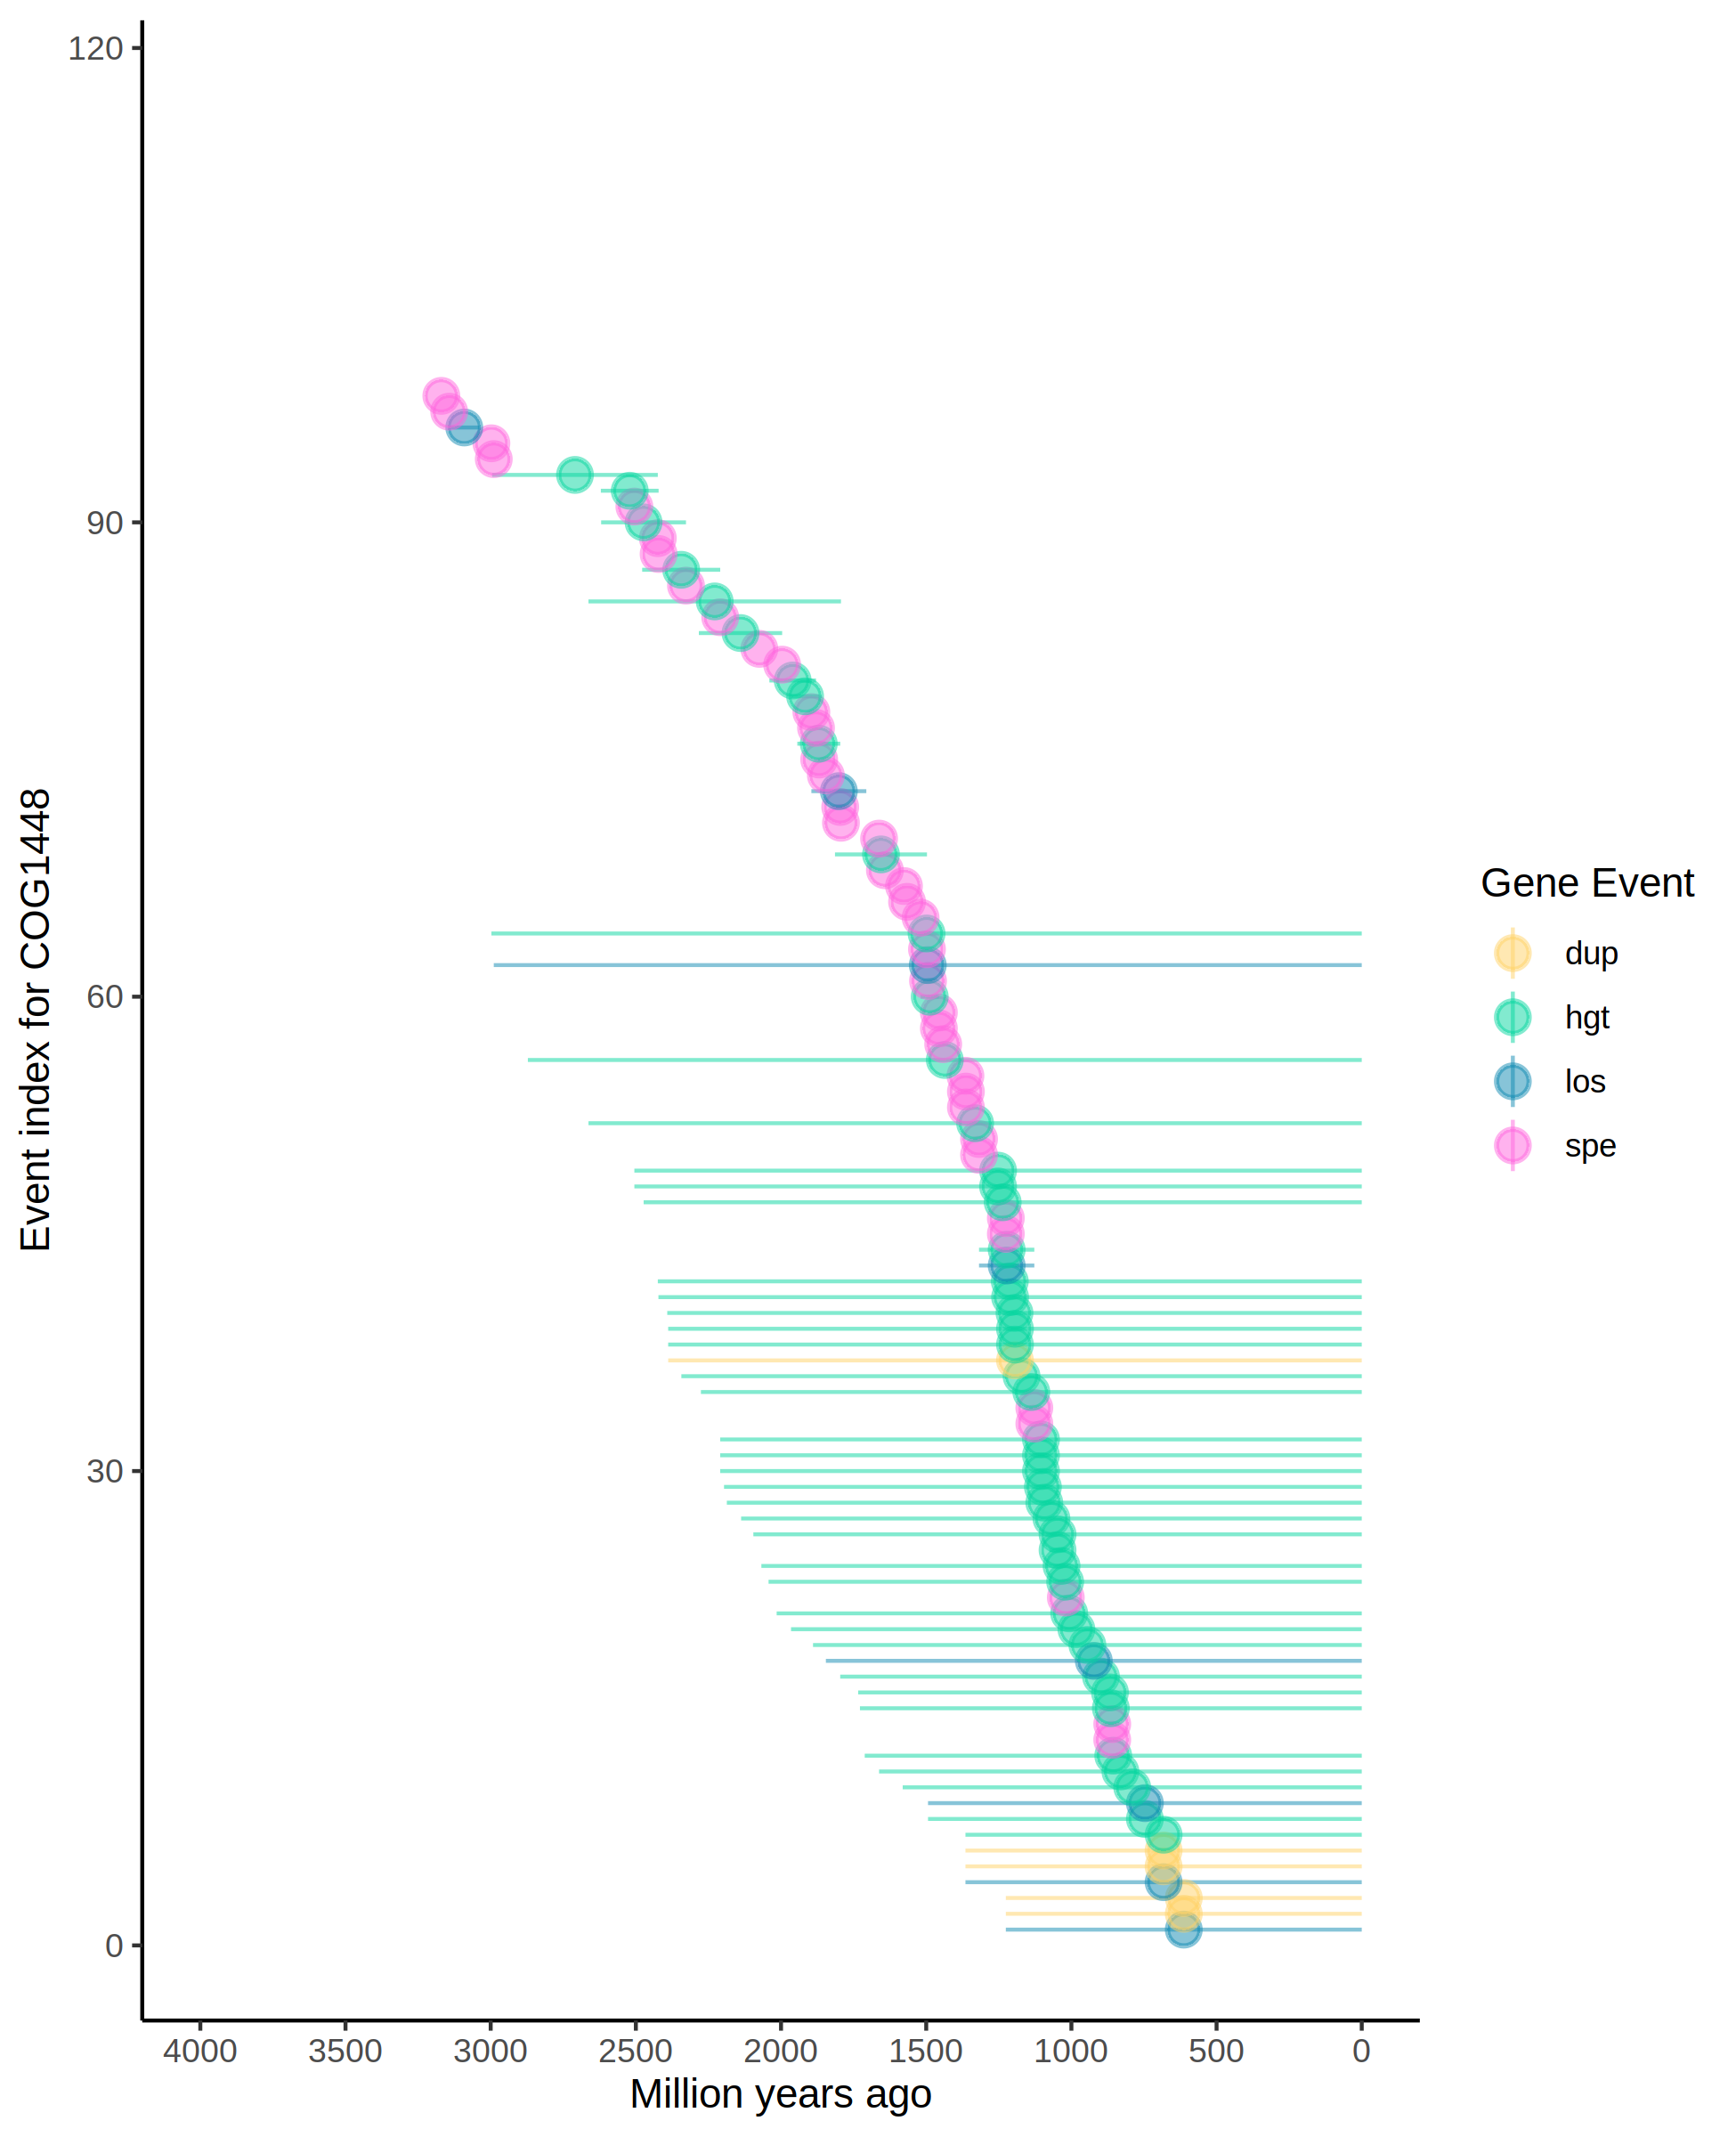 120
90
60
30
0
Event index for COG1448
4000 3500 3000 2500 2000 1500 1000 500 0
Million years ago
Gene Event
dup
hgt
los
spe